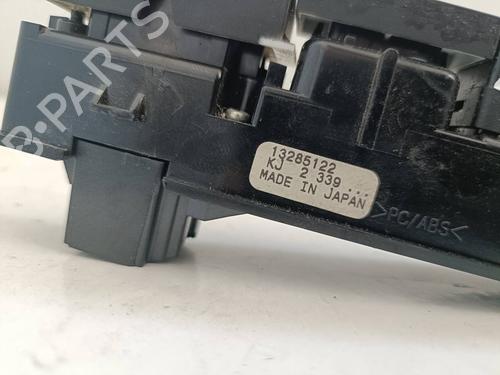 B-PARTS
13285122
KJ 2 339 ...
MADE IN JAPAN
>PC/ABS<